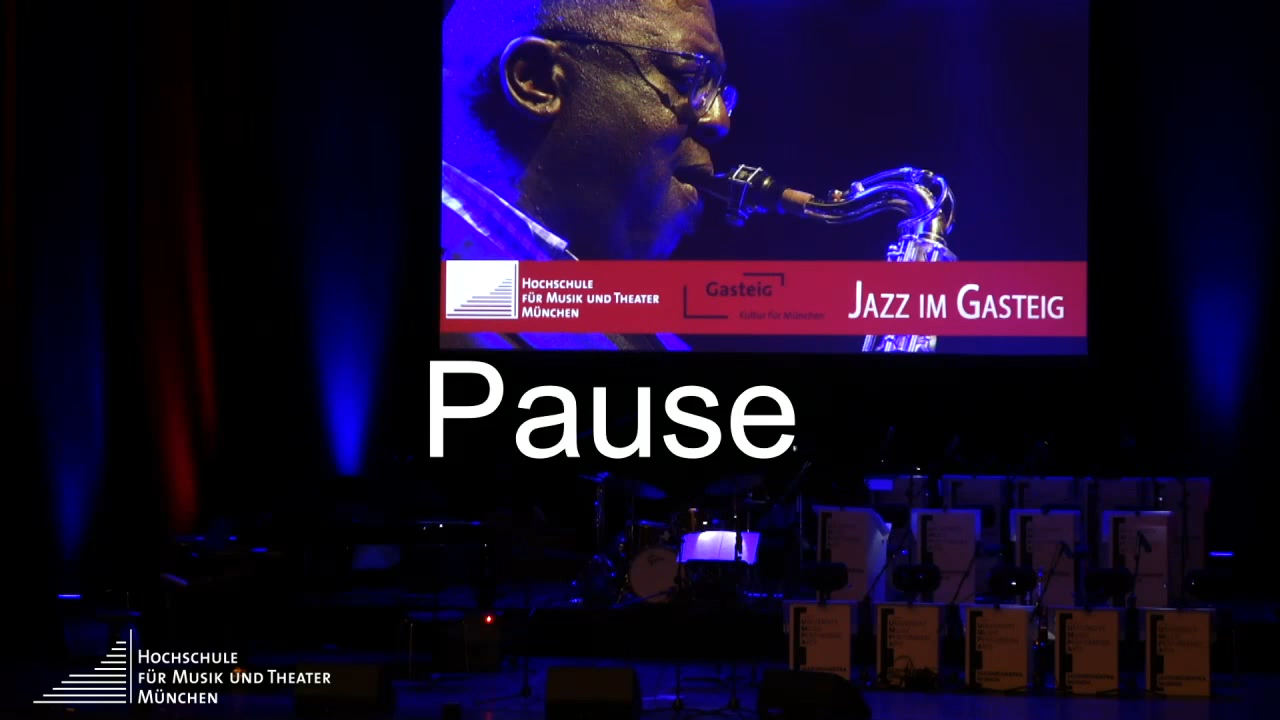 HOCHSCHULE
FÜR MUSIK UND THEATER
MÜNCHEN
Gasteig
Kultur für München
JAZZ IM GASTEIG
Pause
HOCHSCHULE
FÜR MUSIK UND THEATER
MÜNCHEN